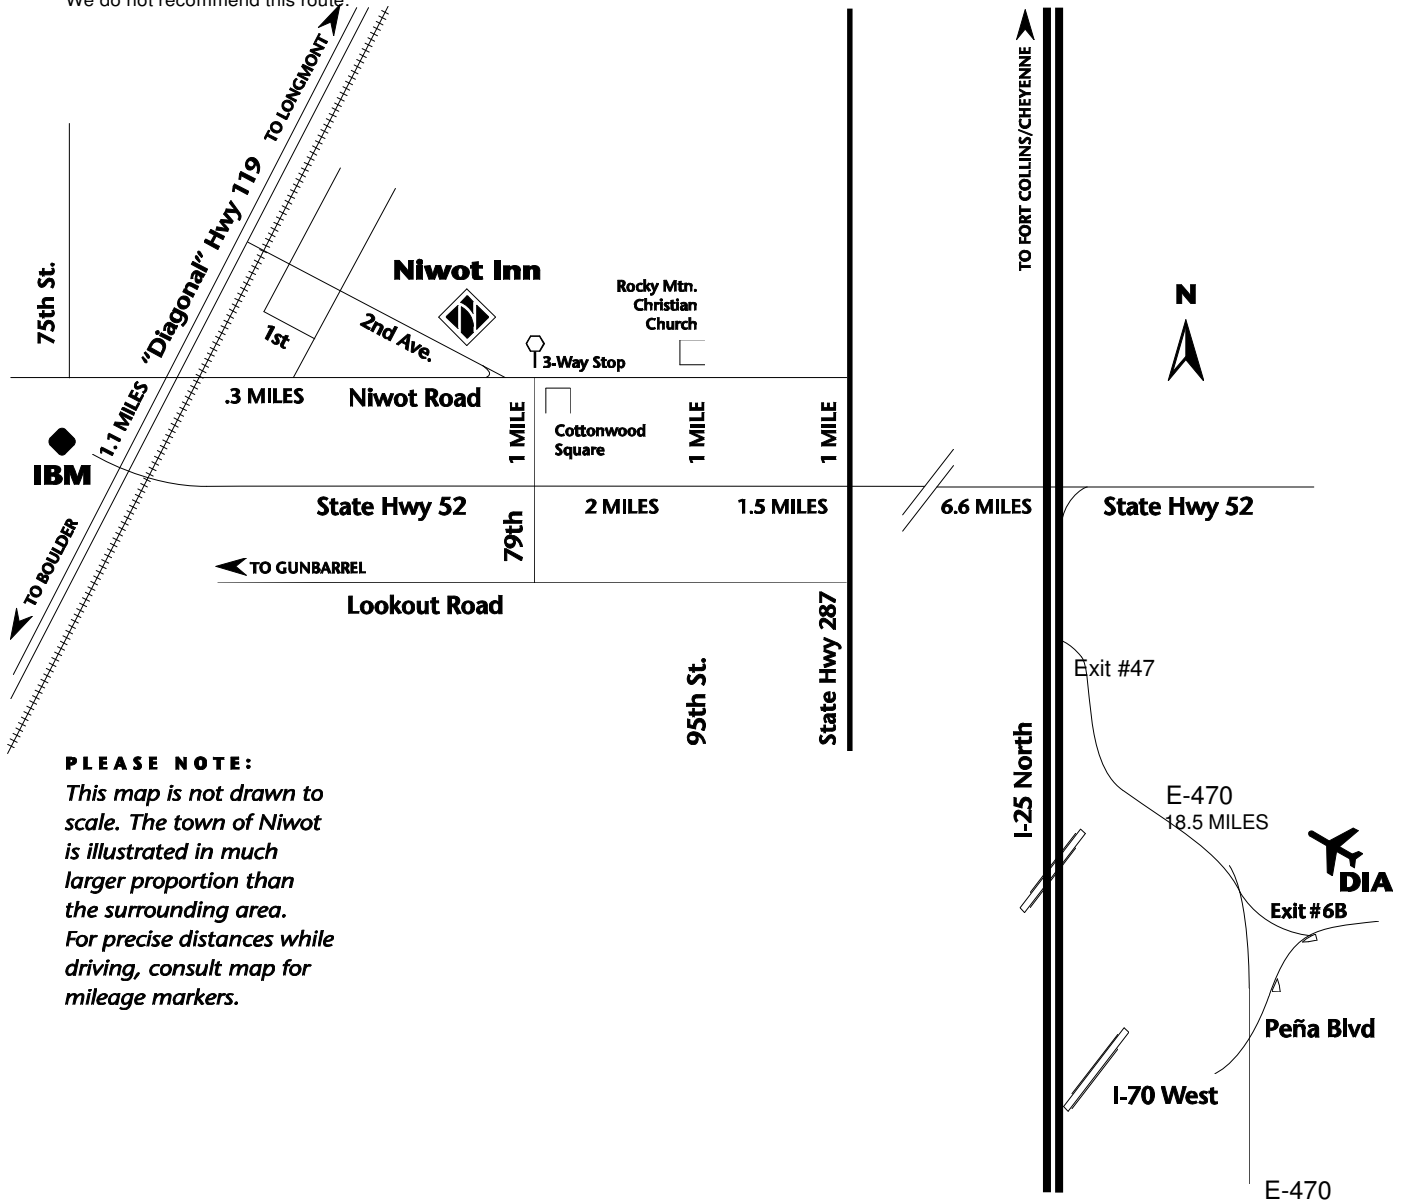 We do not recommend this route.
TO LONGMONT
"Diagonal" Hwy 119
75th St.
1.1 MILES
IBM
TO BOULDER
1st
2nd Ave.
Niwot Inn
3-Way Stop
Rocky Mtn.
Christian
Church
.3 MILES
Niwot Road
1 MILE
Cottonwood
Square
1 MILE
1 MILE
State Hwy 52
79th
2 MILES
1.5 MILES
6.6 MILES
State Hwy 52
TO GUNBARREL
Lookout Road
95th St.
State Hwy 287
TO FORT COLLINS/CHEYENNE
N
Exit #47
I-25 North
E-470
18.5 MILES
DIA
Exit #6B
Peña Blvd
I-70 West
E-470
PLEASE NOTE:
This map is not drawn to
scale. The town of Niwot
is illustrated in much
larger proportion than
the surrounding area.
For precise distances while
driving, consult map for
mileage markers.